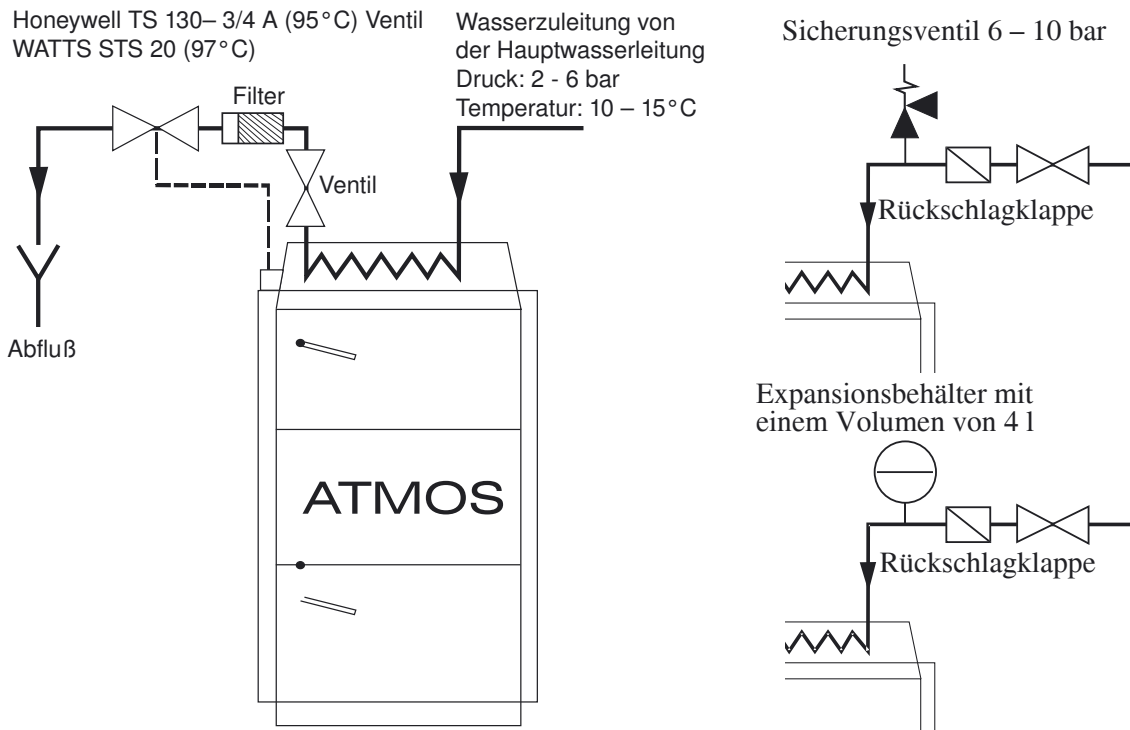 Honeywell TS 130– 3/4 A (95°C) Ventil
WATTS STS 20 (97°C)
Filter
Ventil
Abfluß
Wasserzuleitung von
der Hauptwasserleitung
Druck: 2 - 6 bar
Temperatur: 10 – 15°C
ATMOS
Sicherungsventil 6 – 10 bar
Rückschlagklappe
Expansionsbehälter mit
einem Volumen von 4 l
Rückschlagklappe